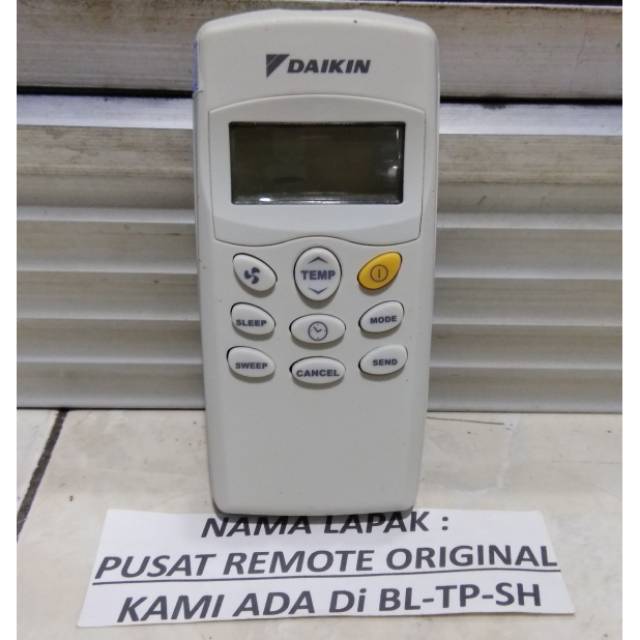 DAIKIN
TEMP
SLEEP
MODE
SWEEP
CANCEL
SEND
NAMA LAPAK :
PUSAT REMOTE ORIGINAL
KAMI ADA Di BL-TP-SH